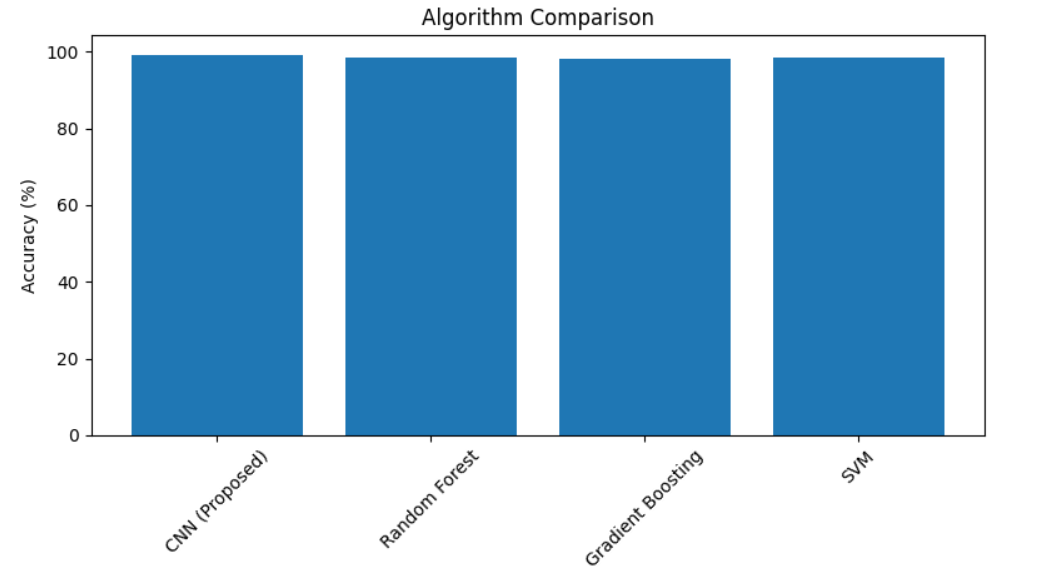 Algorithm Comparison
Accuracy (%)
100
80
60
40
20
0
CNN (Proposed)
Random Forest
Gradient Boosting
SVM